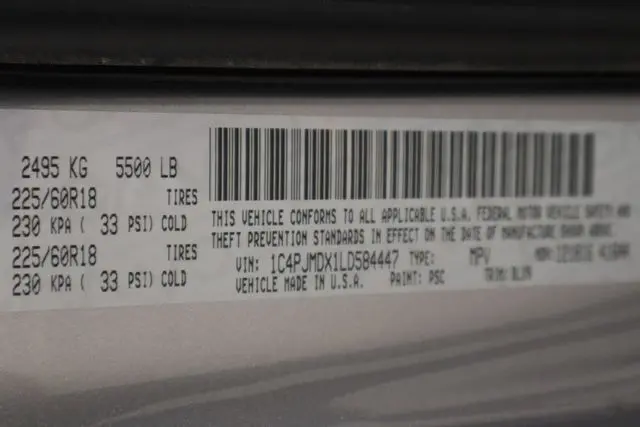 2495 KG 5500 LB
225/60R18 TIRES
230 KPA ( 33 PSI) COLD
225/60R18 TIRES
230 KPA ( 33 PSI) COLD
THIS VEHICLE CONFORMS TO ALL APPLICABLE U.S.A. FEDERAL MOTOR VEHICLE SAFETY AND
THEFT PREVENTION STANDARDS IN EFFECT ON THE DATE OF MANUFACTURE SHOWN ABOVE.
VIN: 1C4PJMDX1LD584447 TYPE: MPV MDH:
VEHICLE MADE IN U.S.A. PAINT: PSC TRIM: